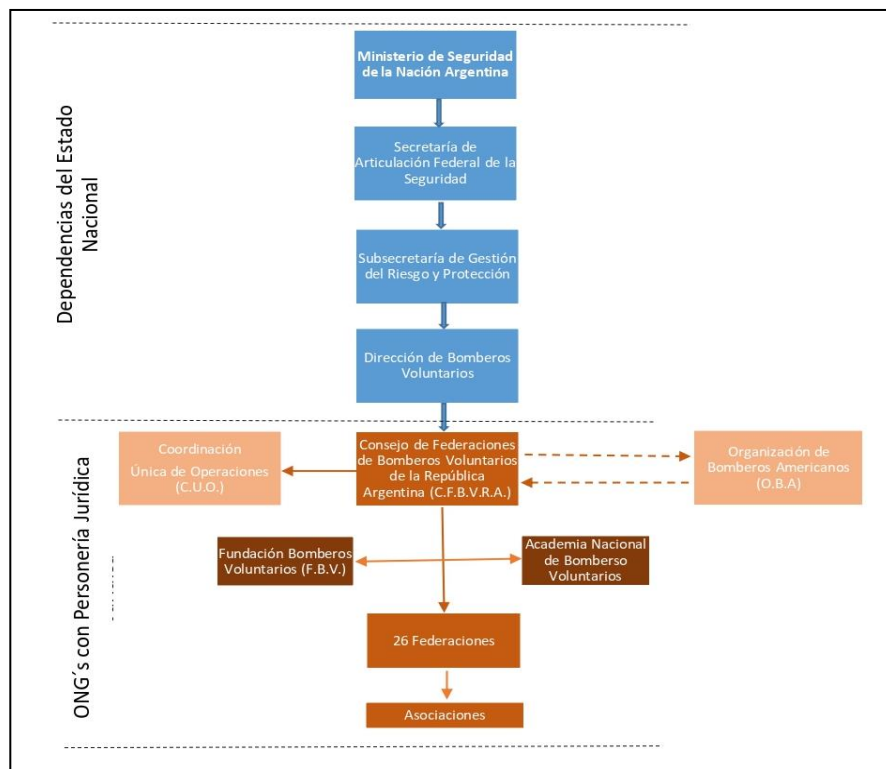 Dependencias del Estado
Nacional
Ministerio de Seguridad
de la Nación Argentina
Secretaría de
Articulación Federal de la
Seguridad
Subsecretaría de Gestión
del Riesgo y Protección
Dirección de Bomberos
Voluntarios
ONG´s con Personería Jurídica
Coordinación
Única de Operaciones
(C.U.O.)
Consejo de Federaciones
de Bomberos Voluntarios
de la República
Argentina (C.F.B.V.R.A.)
Organización de
Bomberos Americanos
(O.B.A)
Fundación Bomberos
Voluntarios (F.B.V.)
Academia Nacional
de Bomberso
Voluntarios
26 Federaciones
Asociaciones